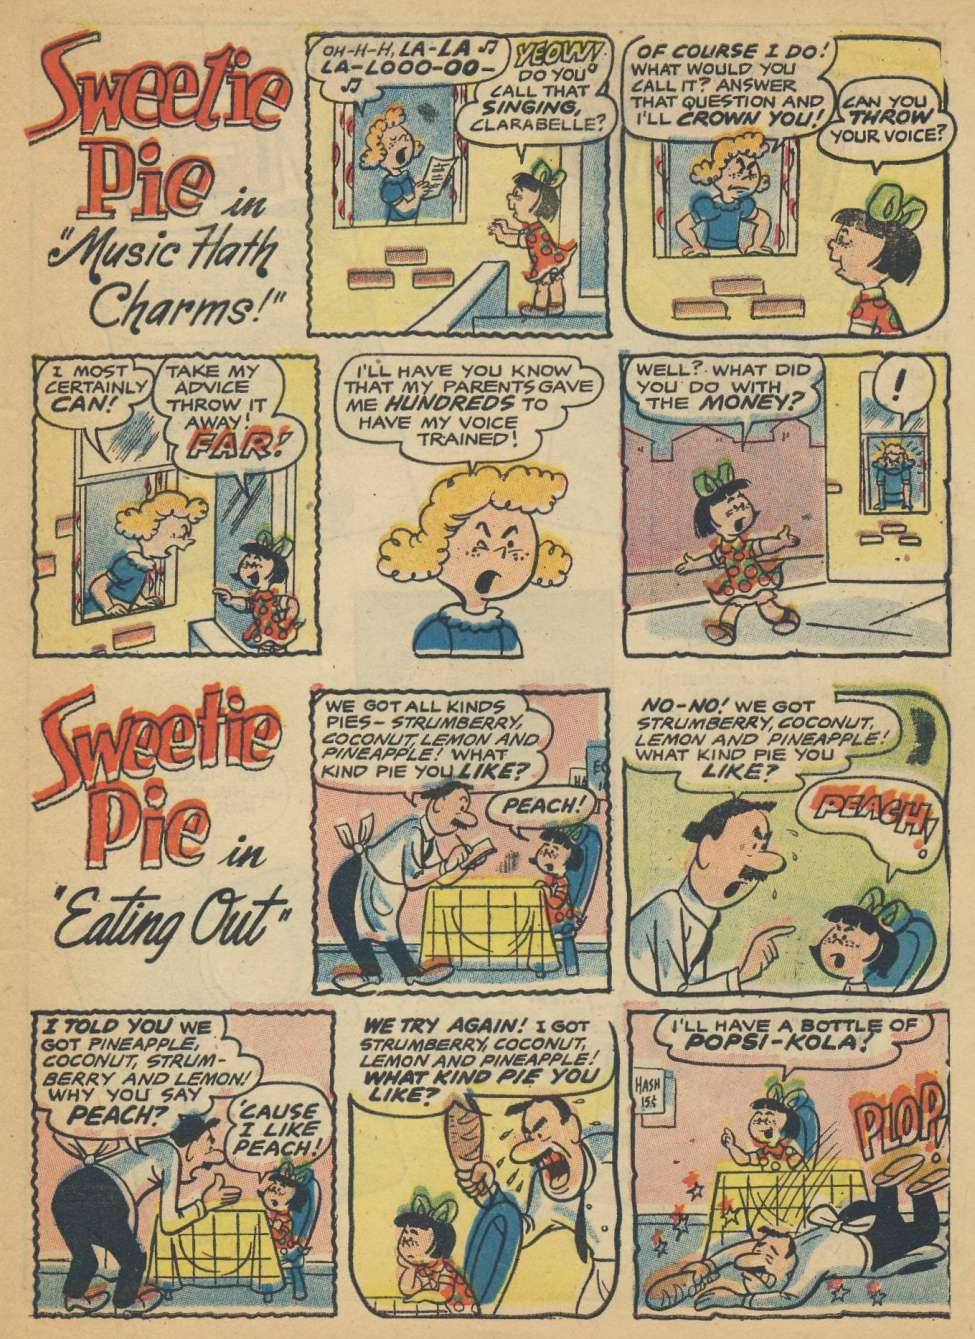 Sweetie
Pie in
"Music Hath
Charms!"
OH-H-H, LA-LA
LA-LOOO-OO-
YEOW!
DO YOU
CALL THAT
SINGING,
CLARABELLE?
OF COURSE I DO!
WHAT WOULD YOU
CALL IT? ANSWER
THAT QUESTION AND
I'LL CROWN YOU!
CAN YOU
THROW
YOUR VOICE?
I MOST
CERTAINLY
CAN!
TAKE MY
ADVICE
THROW IT
AWAY!
FAR!
I'LL HAVE YOU KNOW
THAT MY PARENTS GAVE
ME HUNDREDS TO
HAVE MY VOICE
TRAINED!
WELL? WHAT DID
YOU DO WITH
THE MONEY?
!
Sweetie
Pie in
"Eating Out"
WE GOT ALL KINDS
PIES- STRUMBERRY,
COCONUT, LEMON AND
PINEAPPLE! WHAT
KIND PIE YOU LIKE?
PEACH!
NO-NO! WE GOT
STRUMBERRY, COCONUT,
LEMON AND PINEAPPLE!
WHAT KIND PIE YOU
LIKE?
PEACH!
I TOLD YOU WE
GOT PINEAPPLE,
COCONUT, STRUM-
BERRY AND LEMON!
WHY YOU SAY
PEACH?
'CAUSE
I LIKE
PEACH!
WE TRY AGAIN! I GOT
STRUMBERRY, COCONUT,
LEMON AND PINEAPPLE!
WHAT KIND PIE YOU
LIKE?
I'LL HAVE A BOTTLE OF
POPSI-KOLA!
HASH
15¢
PLOP!